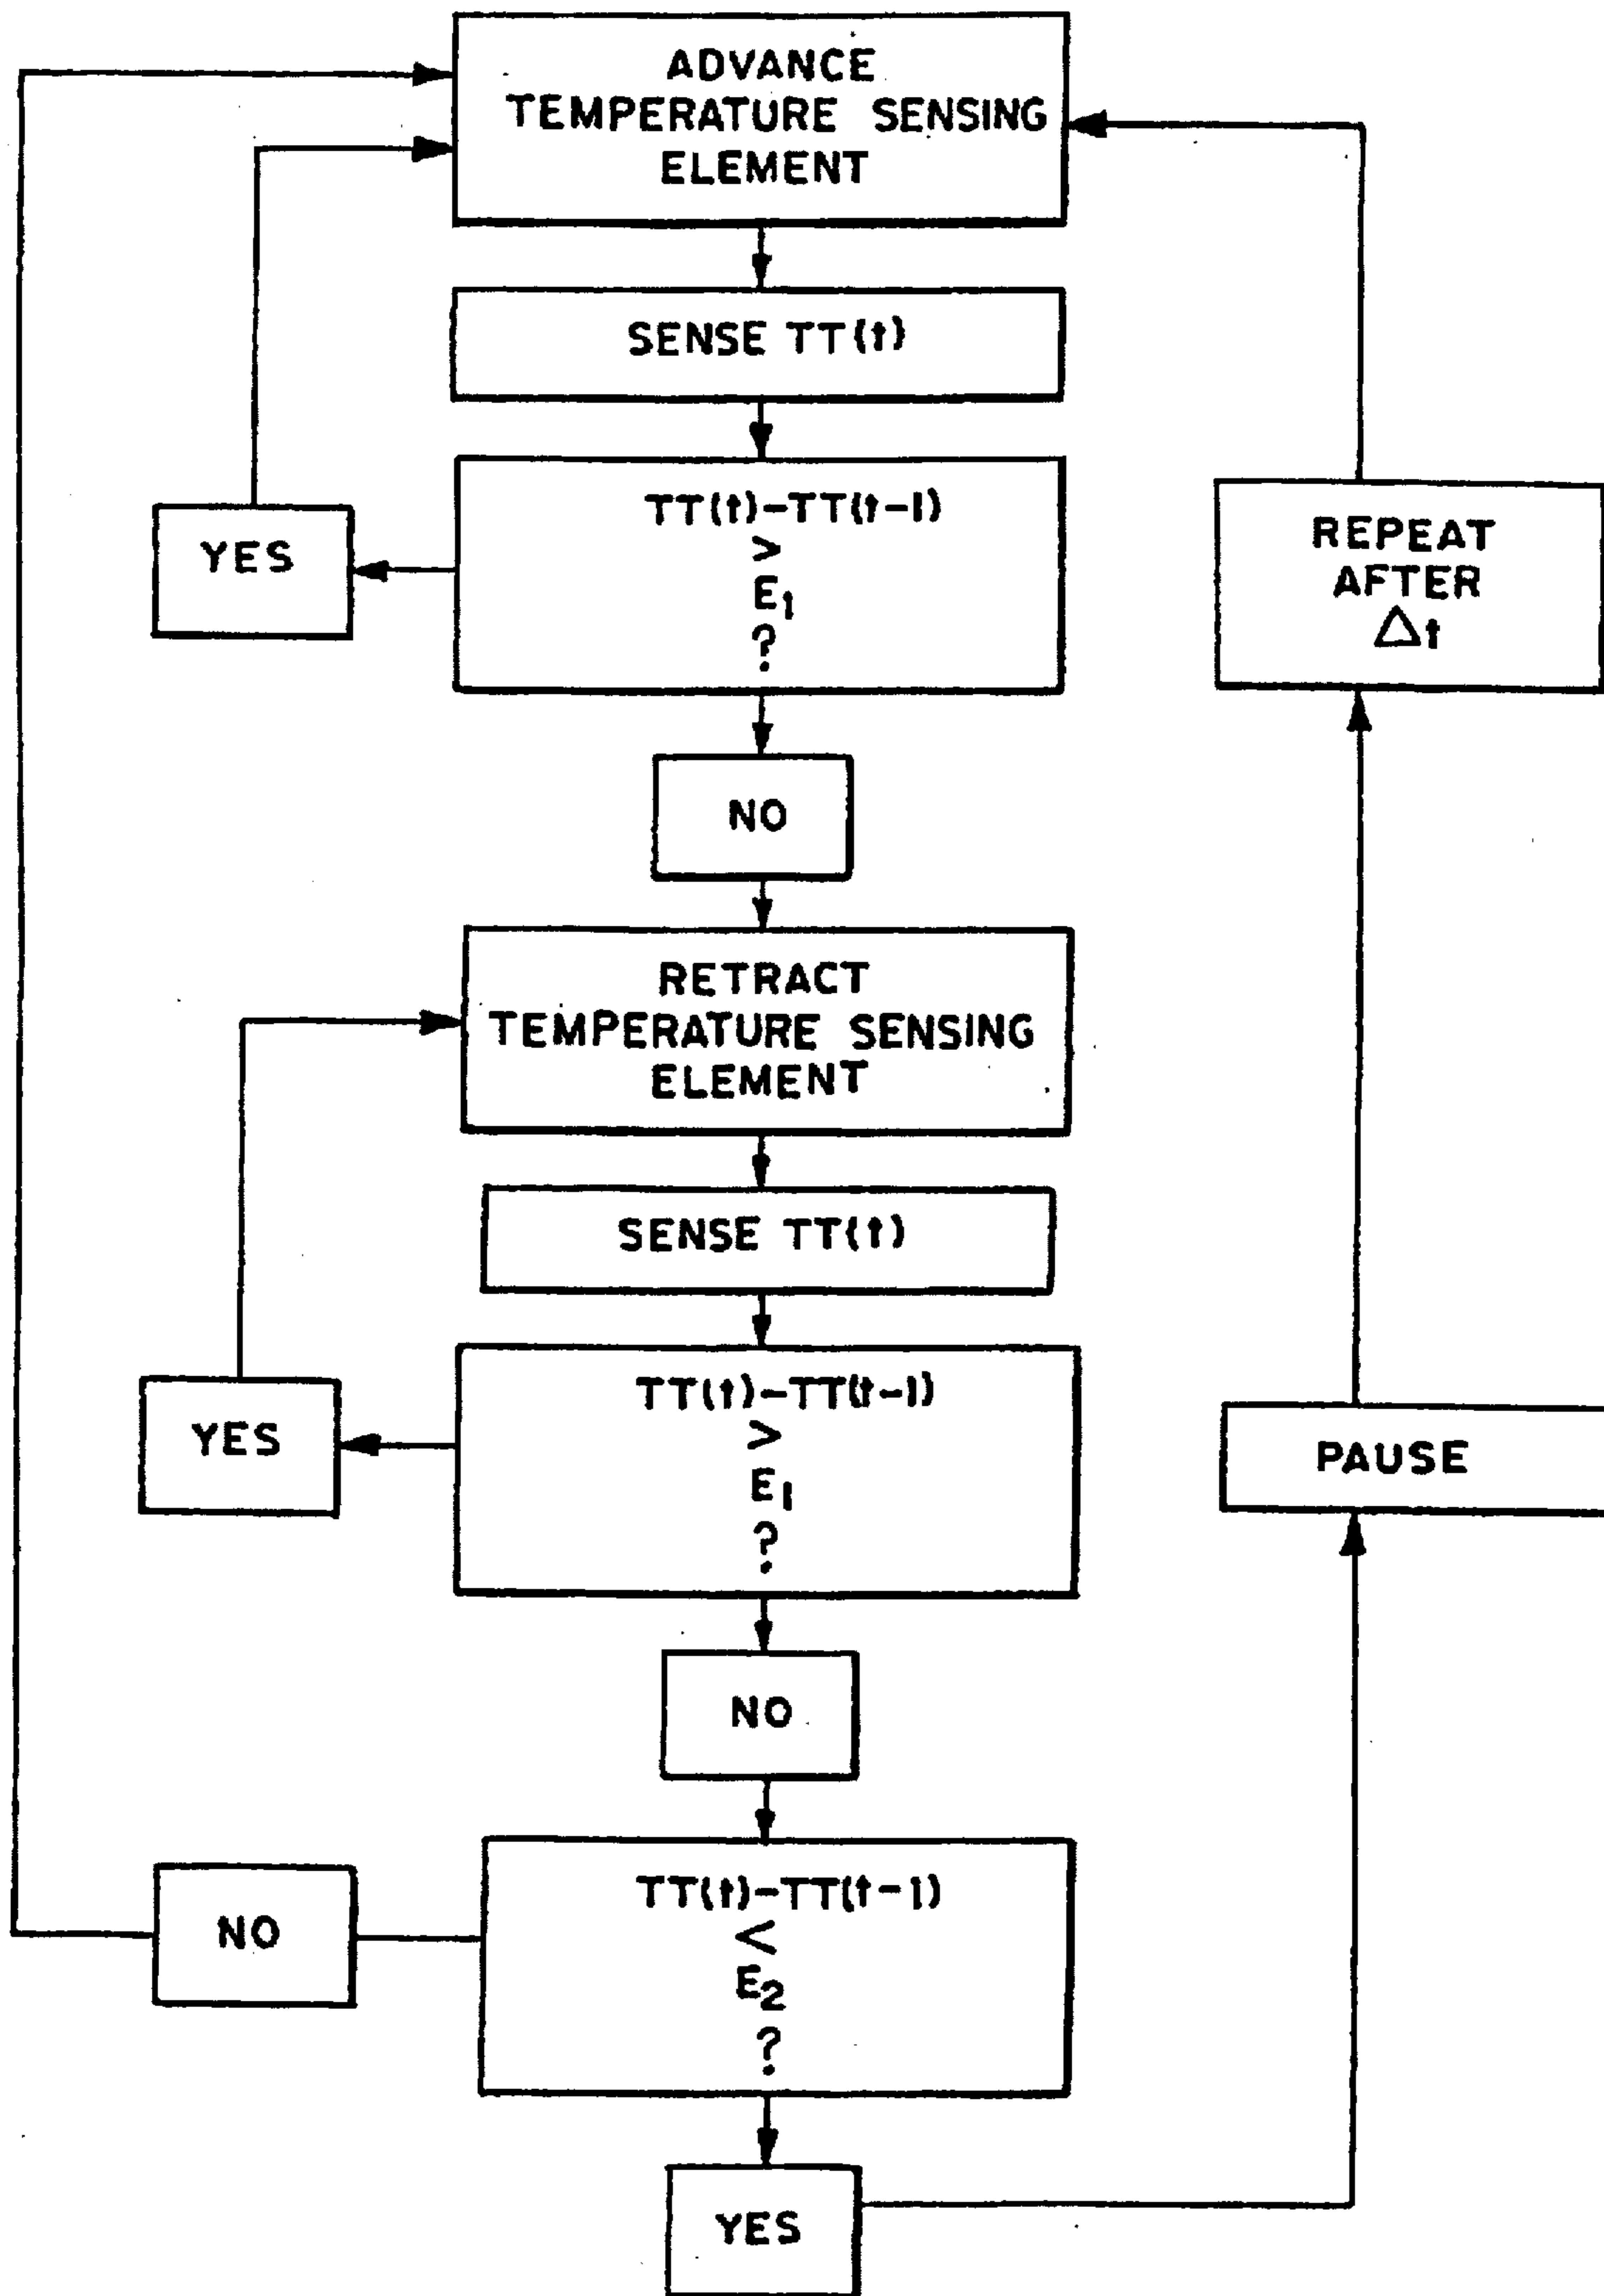 ADVANCE
TEMPERATURE SENSING
ELEMENT
SENSE TT(t)
TT(t)-TT(t-1)
>
E1
?
YES
REPEAT
AFTER
Δt
NO
RETRACT
TEMPERATURE SENSING
ELEMENT
SENSE TT(t)
TT(t)-TT(t-1)
>
E1
?
YES
PAUSE
NO
TT(t)-TT(t-1)
<
E2
?
NO
YES